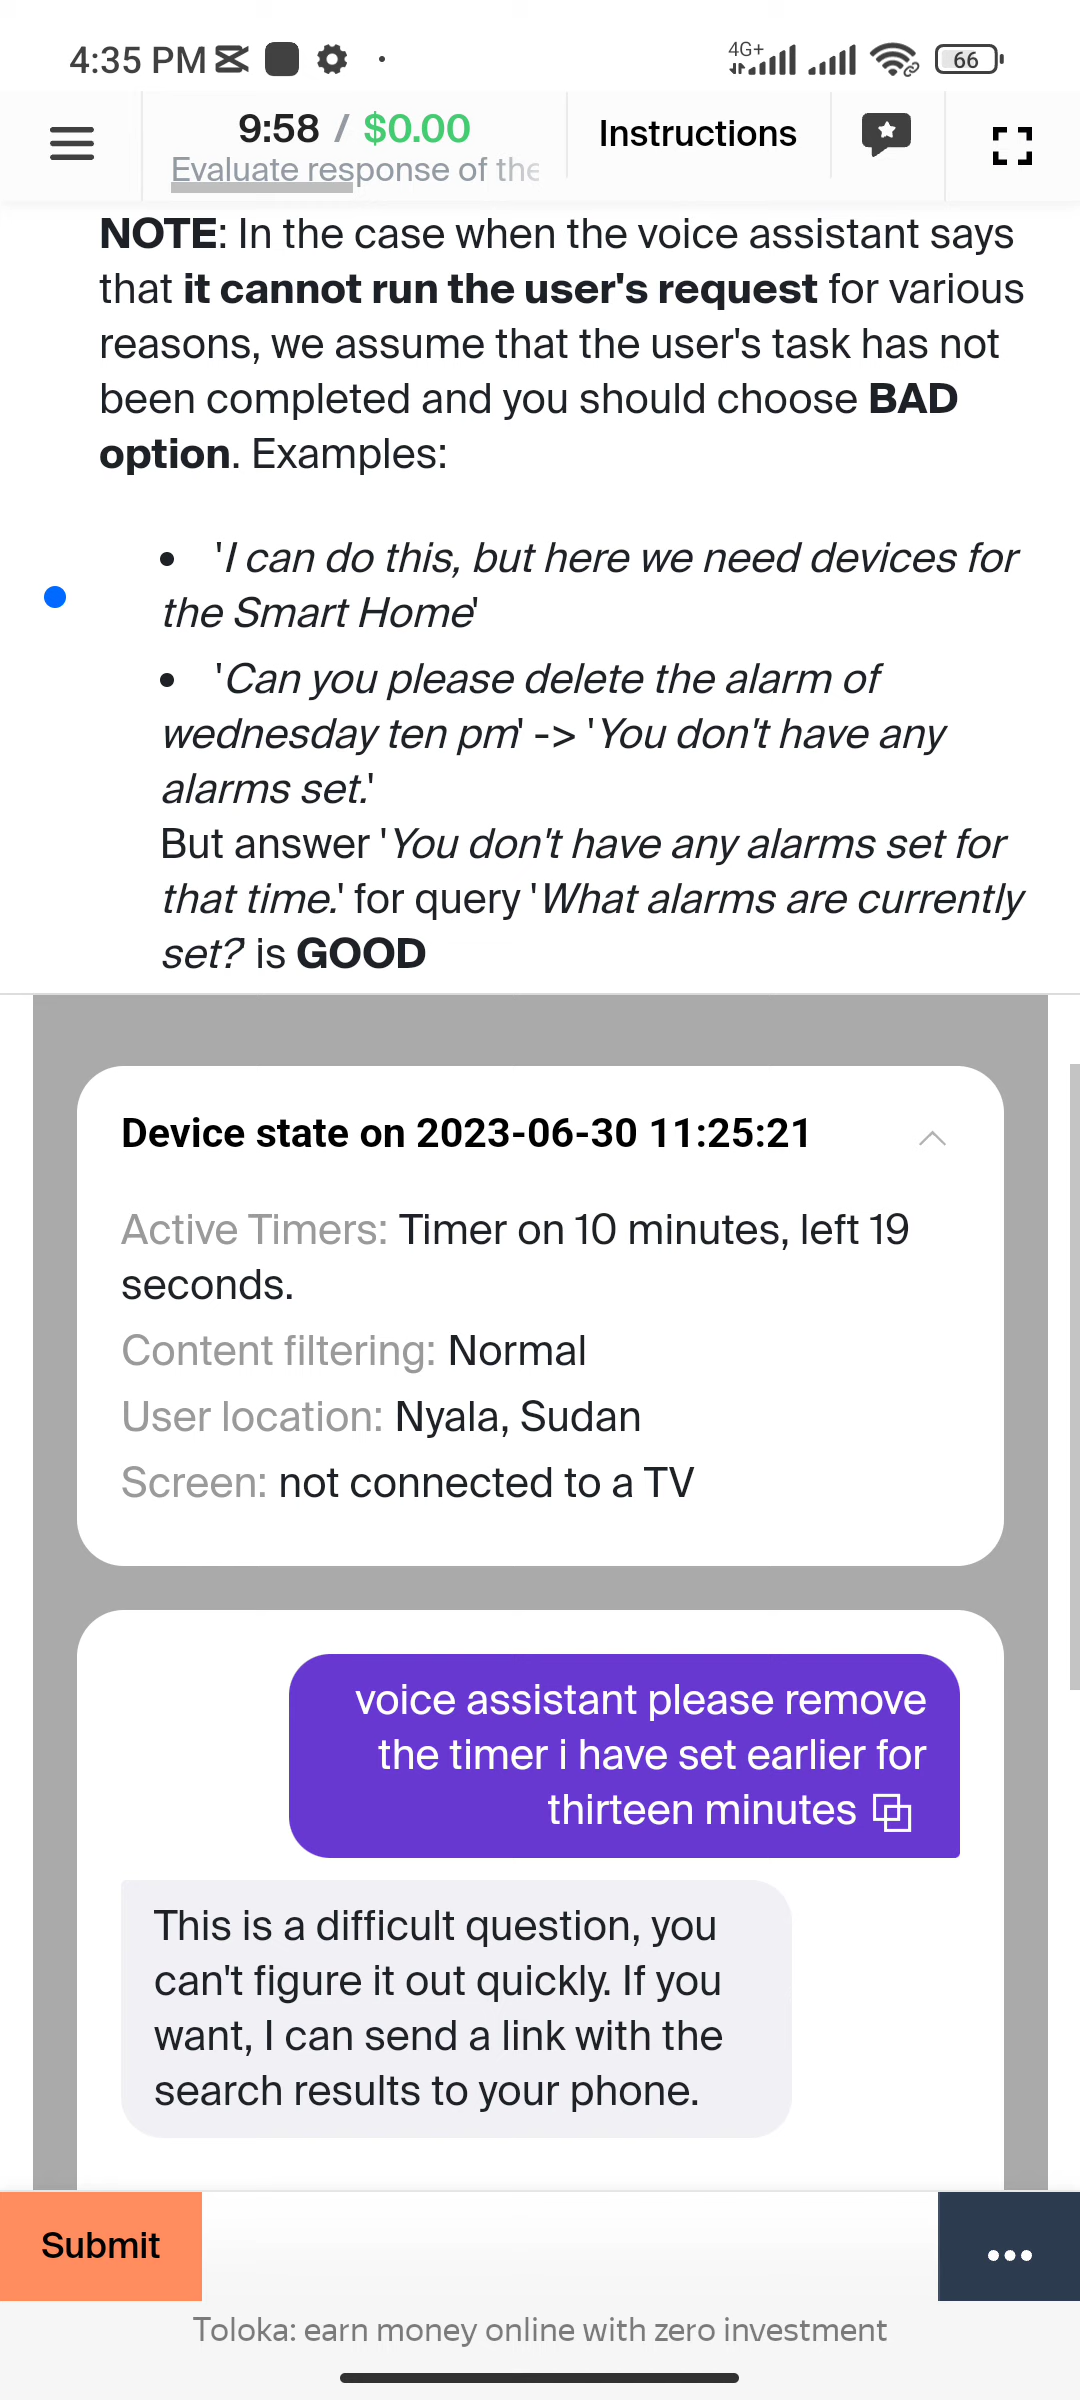 4:35 PM
4G+
66
9:58 / $0.00
Evaluate response of the
Instructions
NOTE: In the case when the voice assistant says
that it cannot run the user's request for various
reasons, we assume that the user's task has not
been completed and you should choose BAD
option. Examples:
• 'I can do this, but here we need devices for
the Smart Home'
• 'Can you please delete the alarm of
wednesday ten pm' -> 'You don't have any
alarms set.'
But answer 'You don't have any alarms set for
that time.' for query 'What alarms are currently
set? is GOOD
Device state on 2023-06-30 11:25:21
Active Timers: Timer on 10 minutes, left 19
seconds.
Content filtering: Normal
User location: Nyala, Sudan
Screen: not connected to a TV
voice assistant please remove
the timer i have set earlier for
thirteen minutes
This is a difficult question, you
can't figure it out quickly. If you
want, I can send a link with the
search results to your phone.
Submit
Toloka: earn money online with zero investment